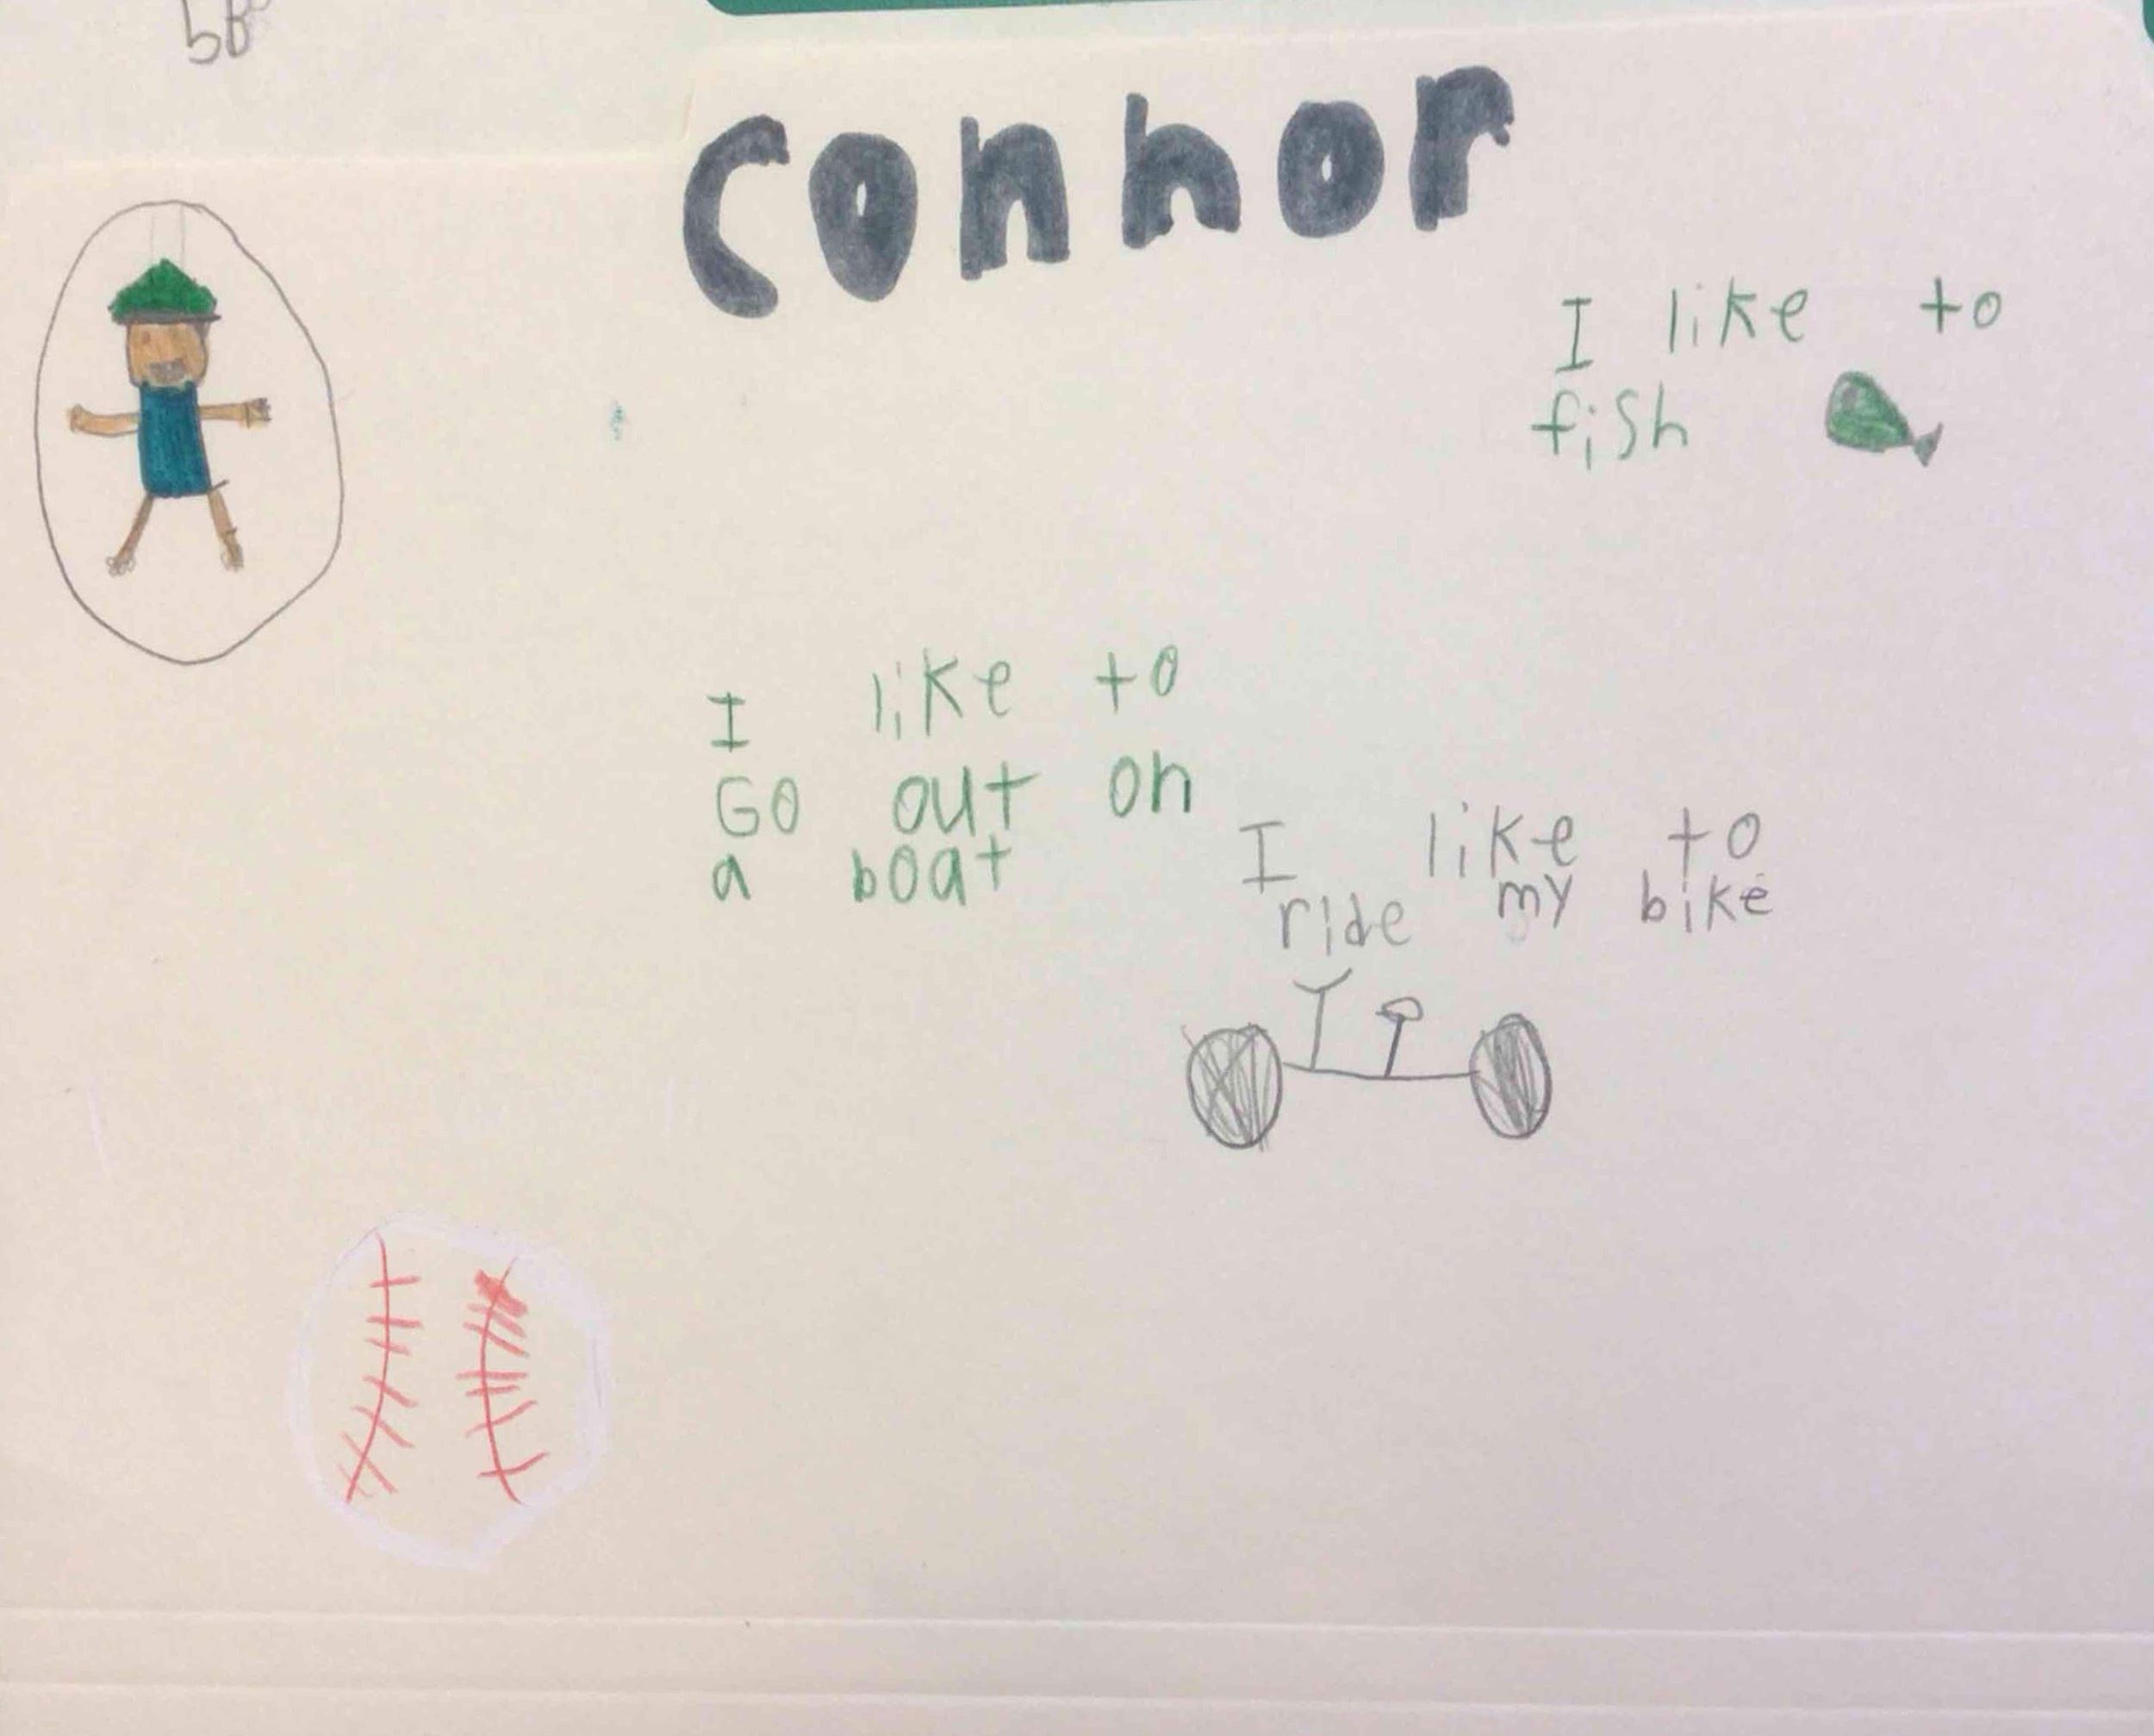 Connor
I like to
fish
I like to
Go out on
a boat
I like to
ride my bike